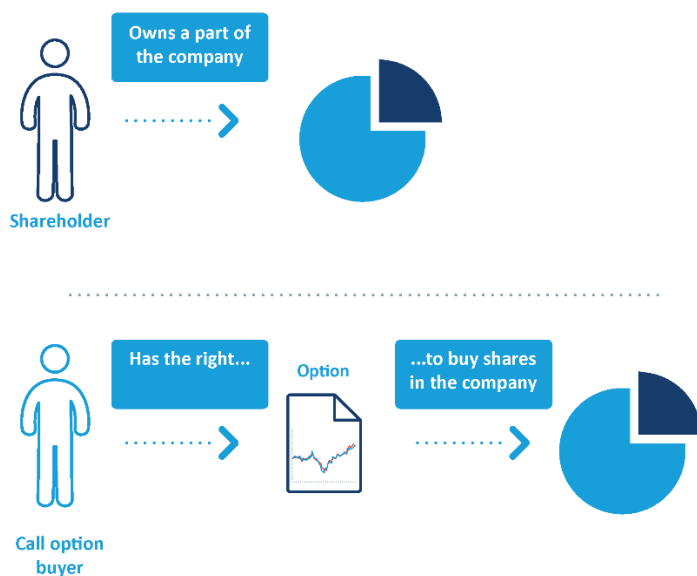 Owns a part of
the company
Shareholder
Has the right...
Option
...to buy shares
in the company
Call option
buyer